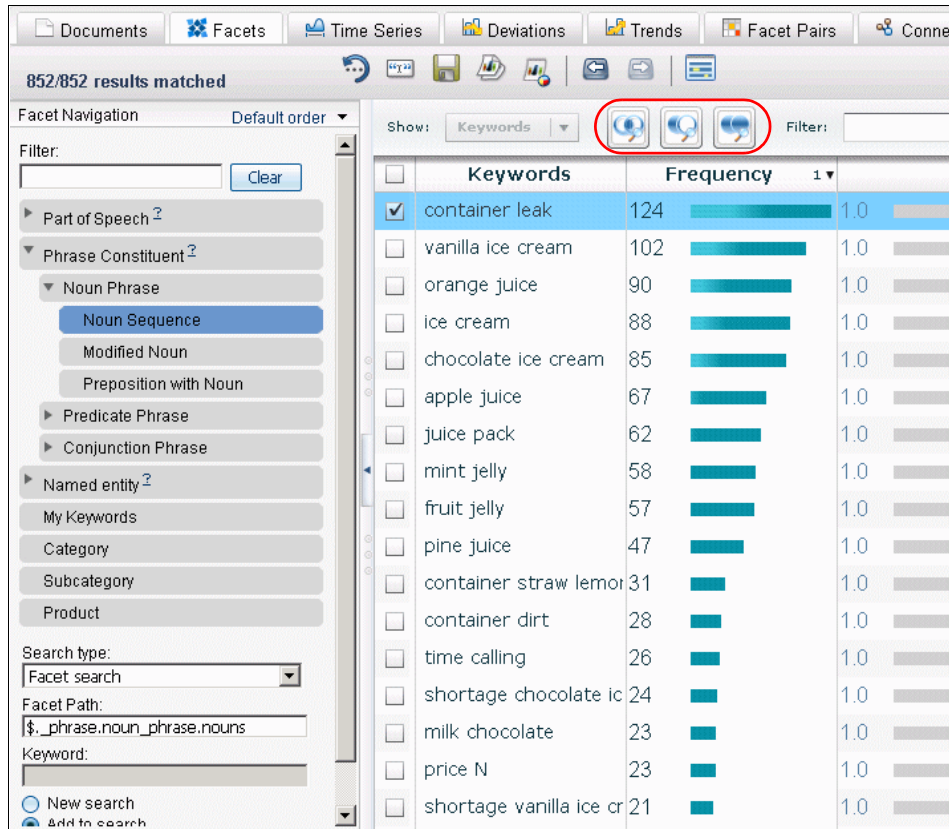 Documents
Facets
Time Series
Deviations
Trends
Facet Pairs
Conne
852/852 results matched
Facet Navigation
Default order
Filter:
Clear
Part of Speech ?
Phrase Constituent ?
Noun Phrase
Noun Sequence
Modified Noun
Preposition with Noun
Predicate Phrase
Conjunction Phrase
Named entity ?
My Keywords
Category
Subcategory
Product
Search type:
Facet search
Facet Path:
$._phrase.noun_phrase.nouns
Keyword:
New search
Add to search
Show:
Keywords
Filter:
Keywords Frequency 1
container leak 124 1.0
vanilla ice cream 102 1.0
orange juice 90 1.0
ice cream 88 1.0
chocolate ice cream 85 1.0
apple juice 67 1.0
juice pack 62 1.0
mint jelly 58 1.0
fruit jelly 57 1.0
pine juice 47 1.0
container straw lemor 31 1.0
container dirt 28 1.0
time calling 26 1.0
shortage chocolate ic 24 1.0
milk chocolate 23 1.0
price N 23 1.0
shortage vanilla ice cr 21 1.0